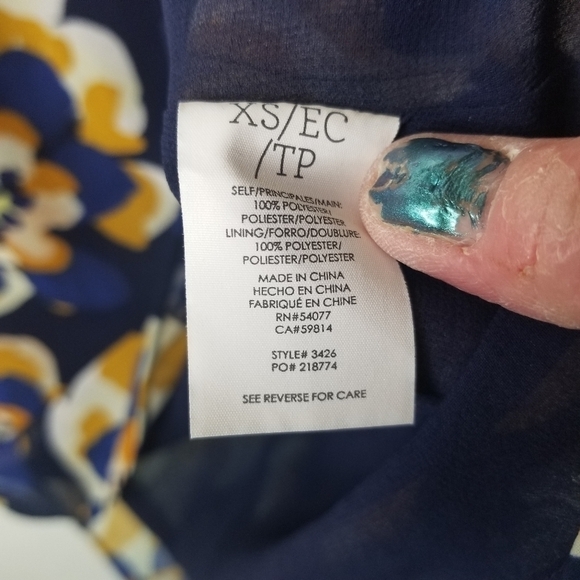 XS/EC
/TP
SELF/PRINCIPALES/MAIN:
100% POLYESTER/
POLIESTER/POLYESTER
LINING/FORRO/DOUBLURE:
100% POLYESTER/
POLIESTER/POLYESTER
MADE IN CHINA
HECHO EN CHINA
FABRIQUÉ EN CHINE
RN#54077
CA#59814
STYLE# 3426
PO# 218774
SEE REVERSE FOR CARE